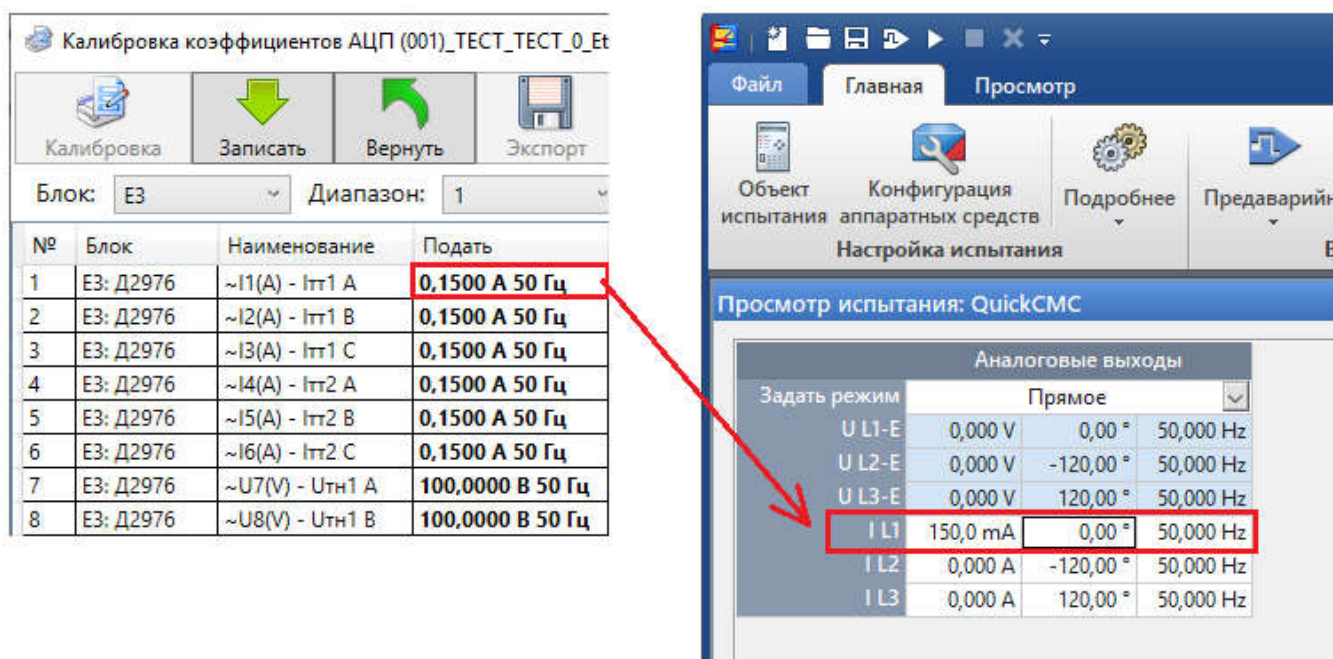 Калибровка коэффициентов АЦП (001)_ТЕСТ_ТЕСТ_0_Et
Калибровка Записать Вернуть Экспорт
Блок: E3 Диапазон: 1
№ Блок Наименование Подать
1 E3: Д2976 ~I1(A) - Iтт1 A 0,1500 А 50 Гц
2 E3: Д2976 ~I2(A) - Iтт1 B 0,1500 А 50 Гц
3 E3: Д2976 ~I3(A) - Iтт1 C 0,1500 А 50 Гц
4 E3: Д2976 ~I4(A) - Iтт2 A 0,1500 А 50 Гц
5 E3: Д2976 ~I5(A) - Iтт2 B 0,1500 А 50 Гц
6 E3: Д2976 ~I6(A) - Iтт2 C 0,1500 А 50 Гц
7 E3: Д2976 ~U7(V) - Uтн1 A 100,0000 В 50 Гц
8 E3: Д2976 ~U8(V) - Uтн1 B 100,0000 В 50 Гц
Файл Главная Просмотр
Объект испытания
Конфигурация аппаратных средств
Подробнее
Предаварийн
Настройка испытания
Просмотр испытания: QuickCMC
Аналоговые выходы
Задать режим Прямое
U L1-E 0,000 V 0,00 ° 50,000 Hz
U L2-E 0,000 V -120,00 ° 50,000 Hz
U L3-E 0,000 V 120,00 ° 50,000 Hz
I L1 150,0 mA 0,00 ° 50,000 Hz
I L2 0,000 A -120,00 ° 50,000 Hz
I L3 0,000 A 120,00 ° 50,000 Hz